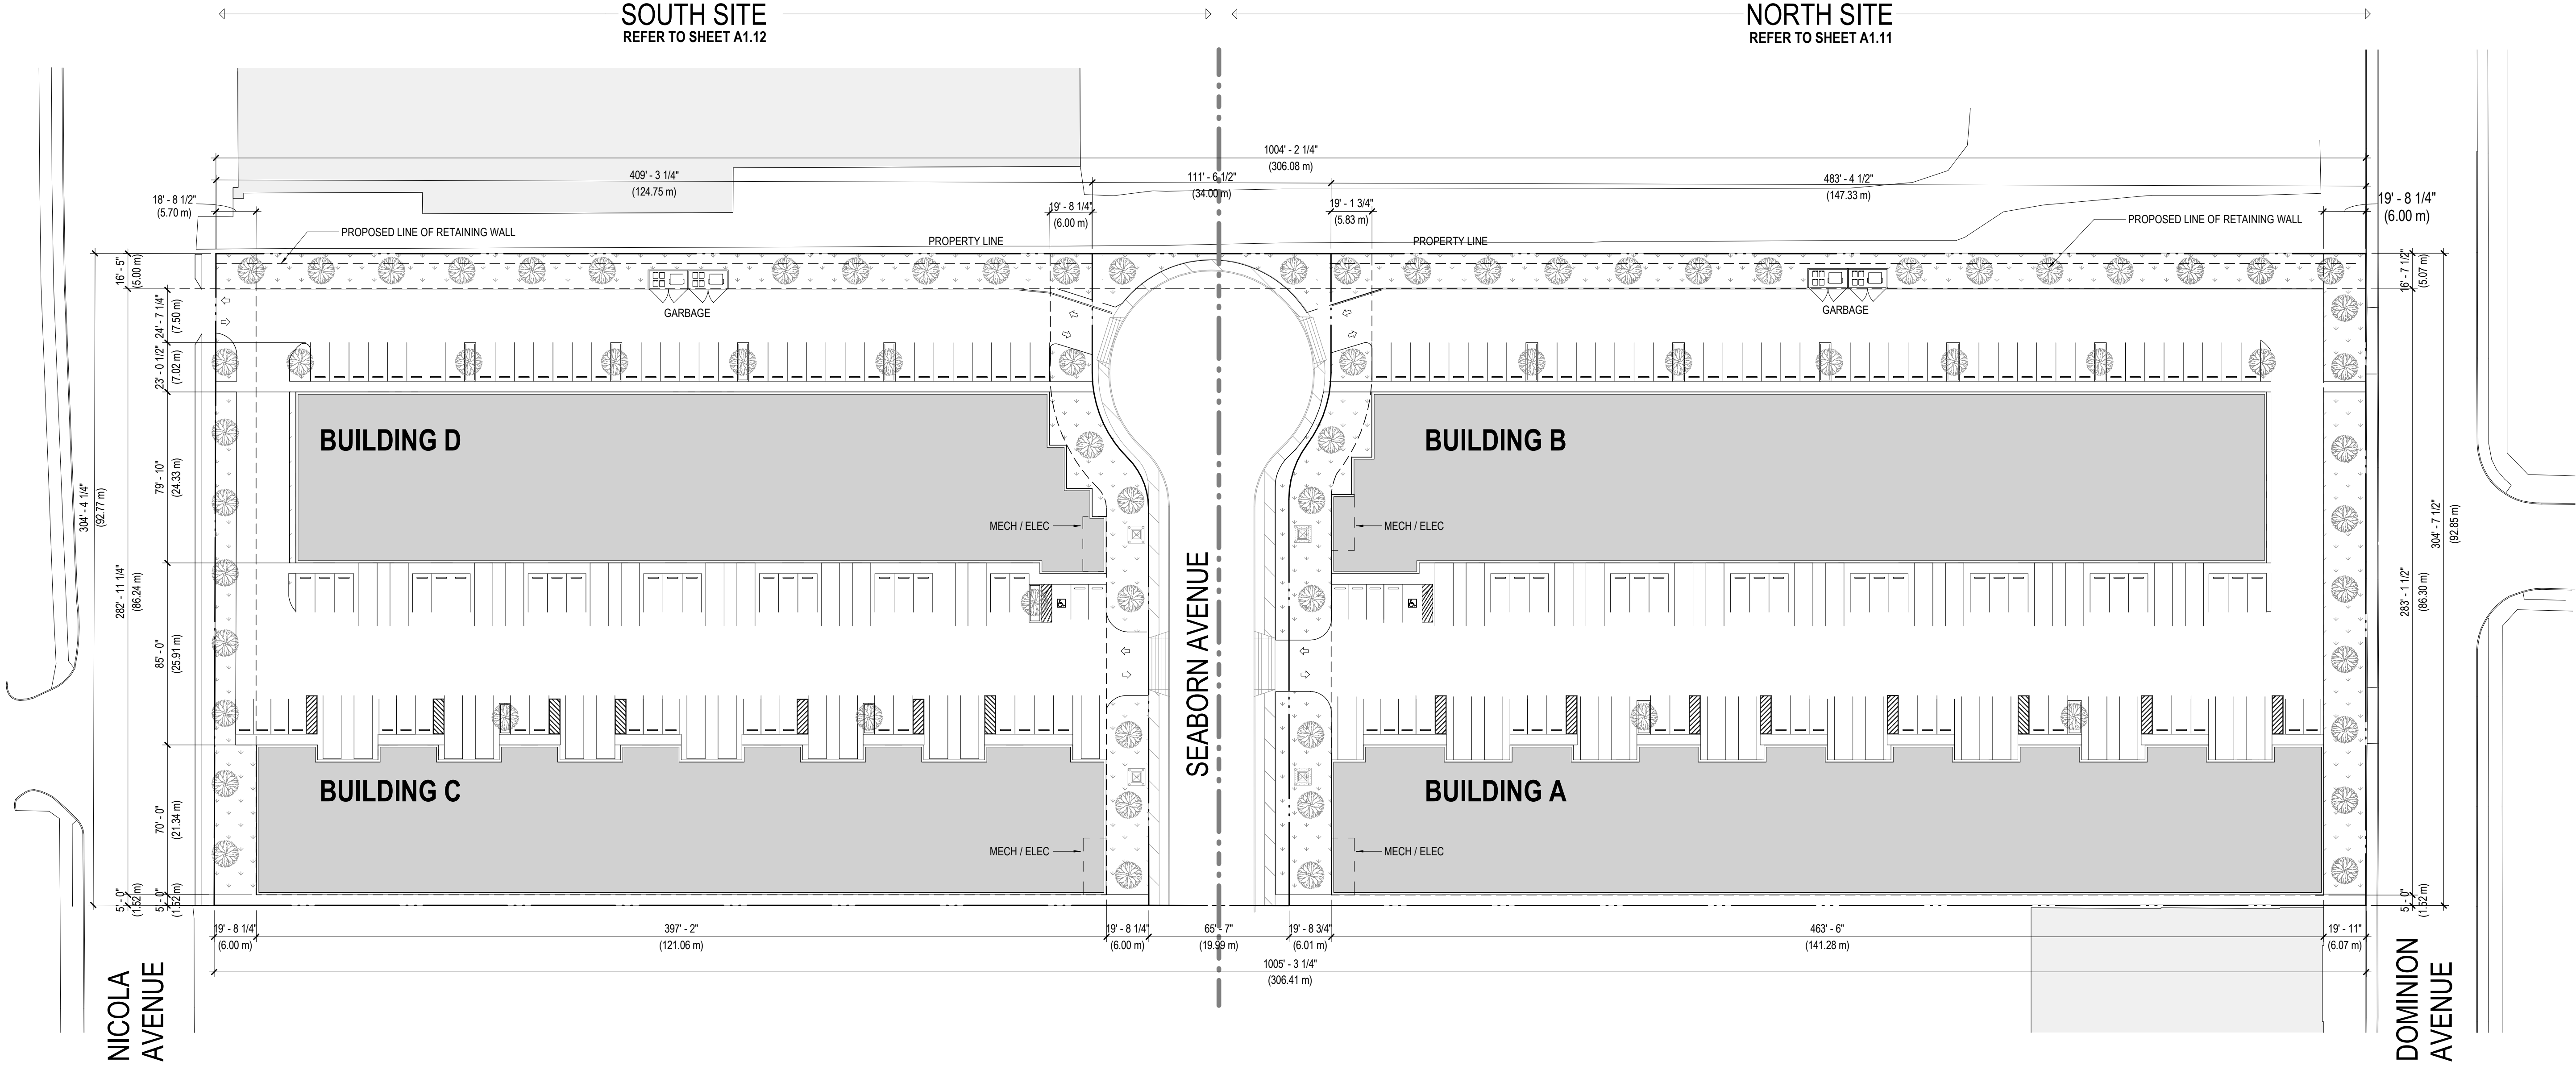 SOUTH SITE
REFER TO SHEET A1.12
NORTH SITE
REFER TO SHEET A1.11
1004' - 2 1/4"
(306.08 m)
409' - 3 1/4"
(124.75 m)
111' - 6 1/2"
(34.00 m)
483' - 4 1/2"
(147.33 m)
18' - 8 1/2"
(5.70 m)
19' - 8 1/4"
(6.00 m)
19' - 1 3/4"
(5.83 m)
19' - 8 1/4"
(6.00 m)
PROPOSED LINE OF RETAINING WALL
PROPERTY LINE
PROPERTY LINE
PROPOSED LINE OF RETAINING WALL
16' - 5"
(5.00 m)
24' - 7 1/4"
(7.50 m)
23' - 0 1/2"
(7.02 m)
79' - 10"
(24.33 m)
304' - 4 1/4"
(92.77 m)
282' - 11 1/4"
(86.24 m)
85' - 0"
(25.91 m)
70' - 0"
(21.34 m)
5' - 0"
(1.52 m)
5' - 0"
(1.52 m)
GARBAGE
GARBAGE
16' - 7 1/2"
(5.07 m)
304' - 7 1/2"
(92.85 m)
283' - 1 1/2"
(86.30 m)
5' - 0"
(1.52 m)
BUILDING D
BUILDING B
MECH / ELEC
MECH / ELEC
SEABORN AVENUE
BUILDING C
BUILDING A
MECH / ELEC
MECH / ELEC
19' - 8 1/4"
(6.00 m)
397' - 2"
(121.06 m)
19' - 8 1/4"
(6.00 m)
65' - 7"
(19.99 m)
19' - 8 3/4"
(6.01 m)
463' - 6"
(141.28 m)
19' - 11"
(6.07 m)
1005' - 3 1/4"
(306.41 m)
NICOLA
AVENUE
DOMINION
AVENUE